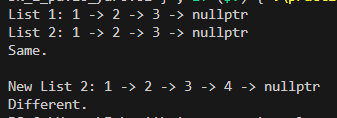 List 1: 1 -> 2 -> 3 -> nullptr
List 2: 1 -> 2 -> 3 -> nullptr
Same.
New List 2: 1 -> 2 -> 3 -> 4 -> nullptr
Different.